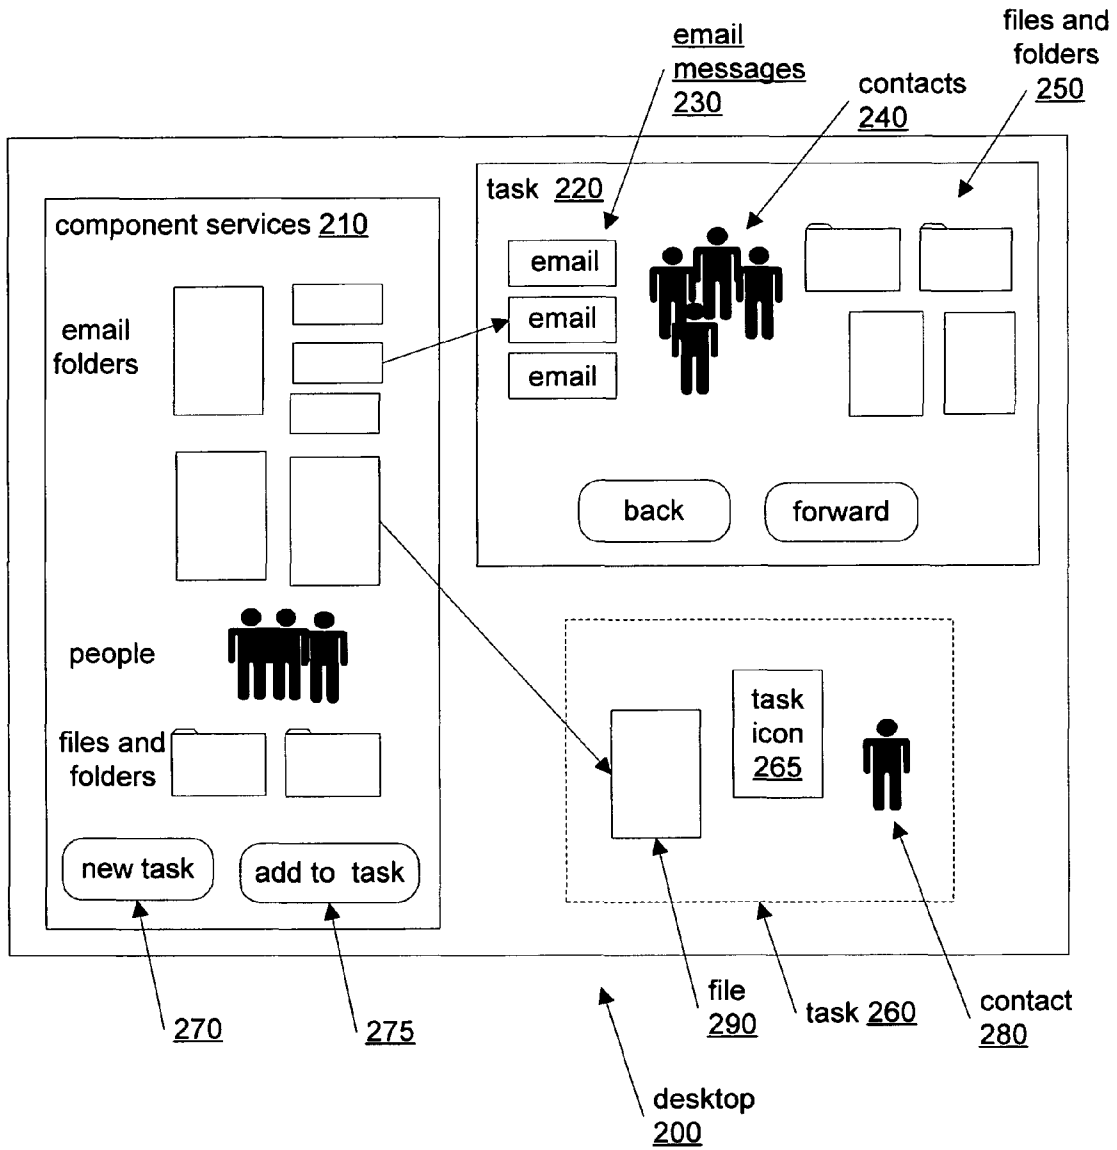 email
messages
230
contacts
240
files and
folders
250
component services 210
email
folders
people
files and
folders
new task
add to task
task 220
email
email
email
back
forward
task
icon
265
270
275
file
290
task 260
contact
280
desktop
200